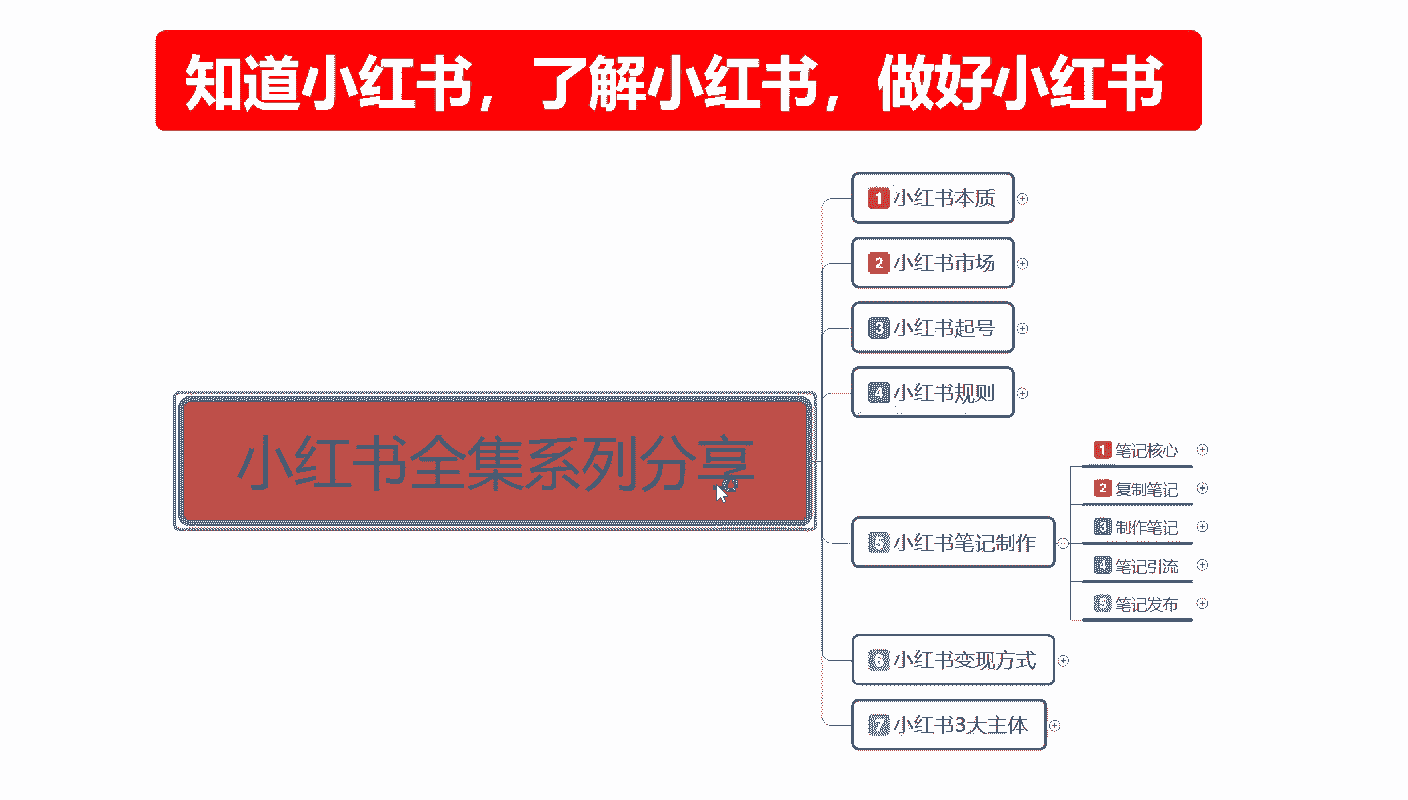 知道小红书，了解小红书，做好小红书
小红书全集系列分享
1 小红书本质
2 小红书市场
3 小红书起号
4 小红书规则
5 小红书笔记制作
1 笔记核心
2 复制笔记
3 制作笔记
4 笔记引流
5 笔记发布
6 小红书变现方式
7 小红书3大主体